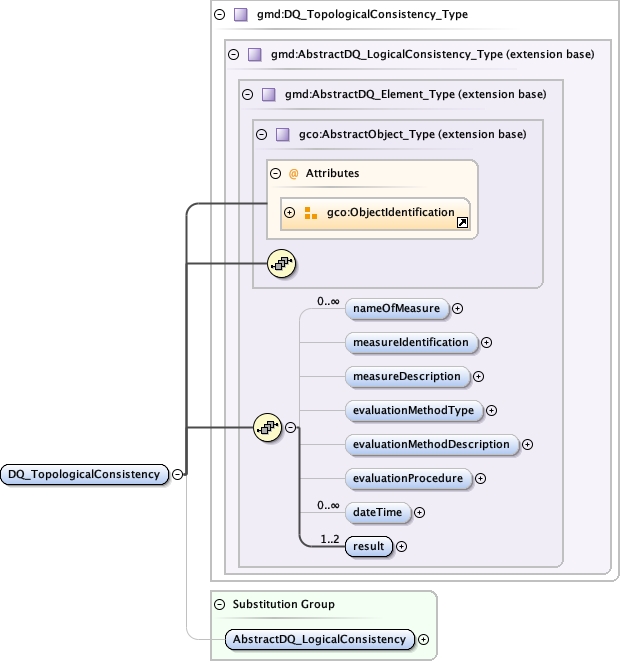 gmd:DQ_TopologicalConsistency_Type
gmd:AbstractDQ_LogicalConsistency_Type (extension base)
gmd:AbstractDQ_Element_Type (extension base)
gco:AbstractObject_Type (extension base)
@ Attributes
gco:ObjectIdentification
0..∞
nameOfMeasure
measureIdentification
measureDescription
evaluationMethodType
evaluationMethodDescription
DQ_TopologicalConsistency
evaluationProcedure
0..∞
dateTime
1..2
result
Substitution Group
AbstractDQ_LogicalConsistency